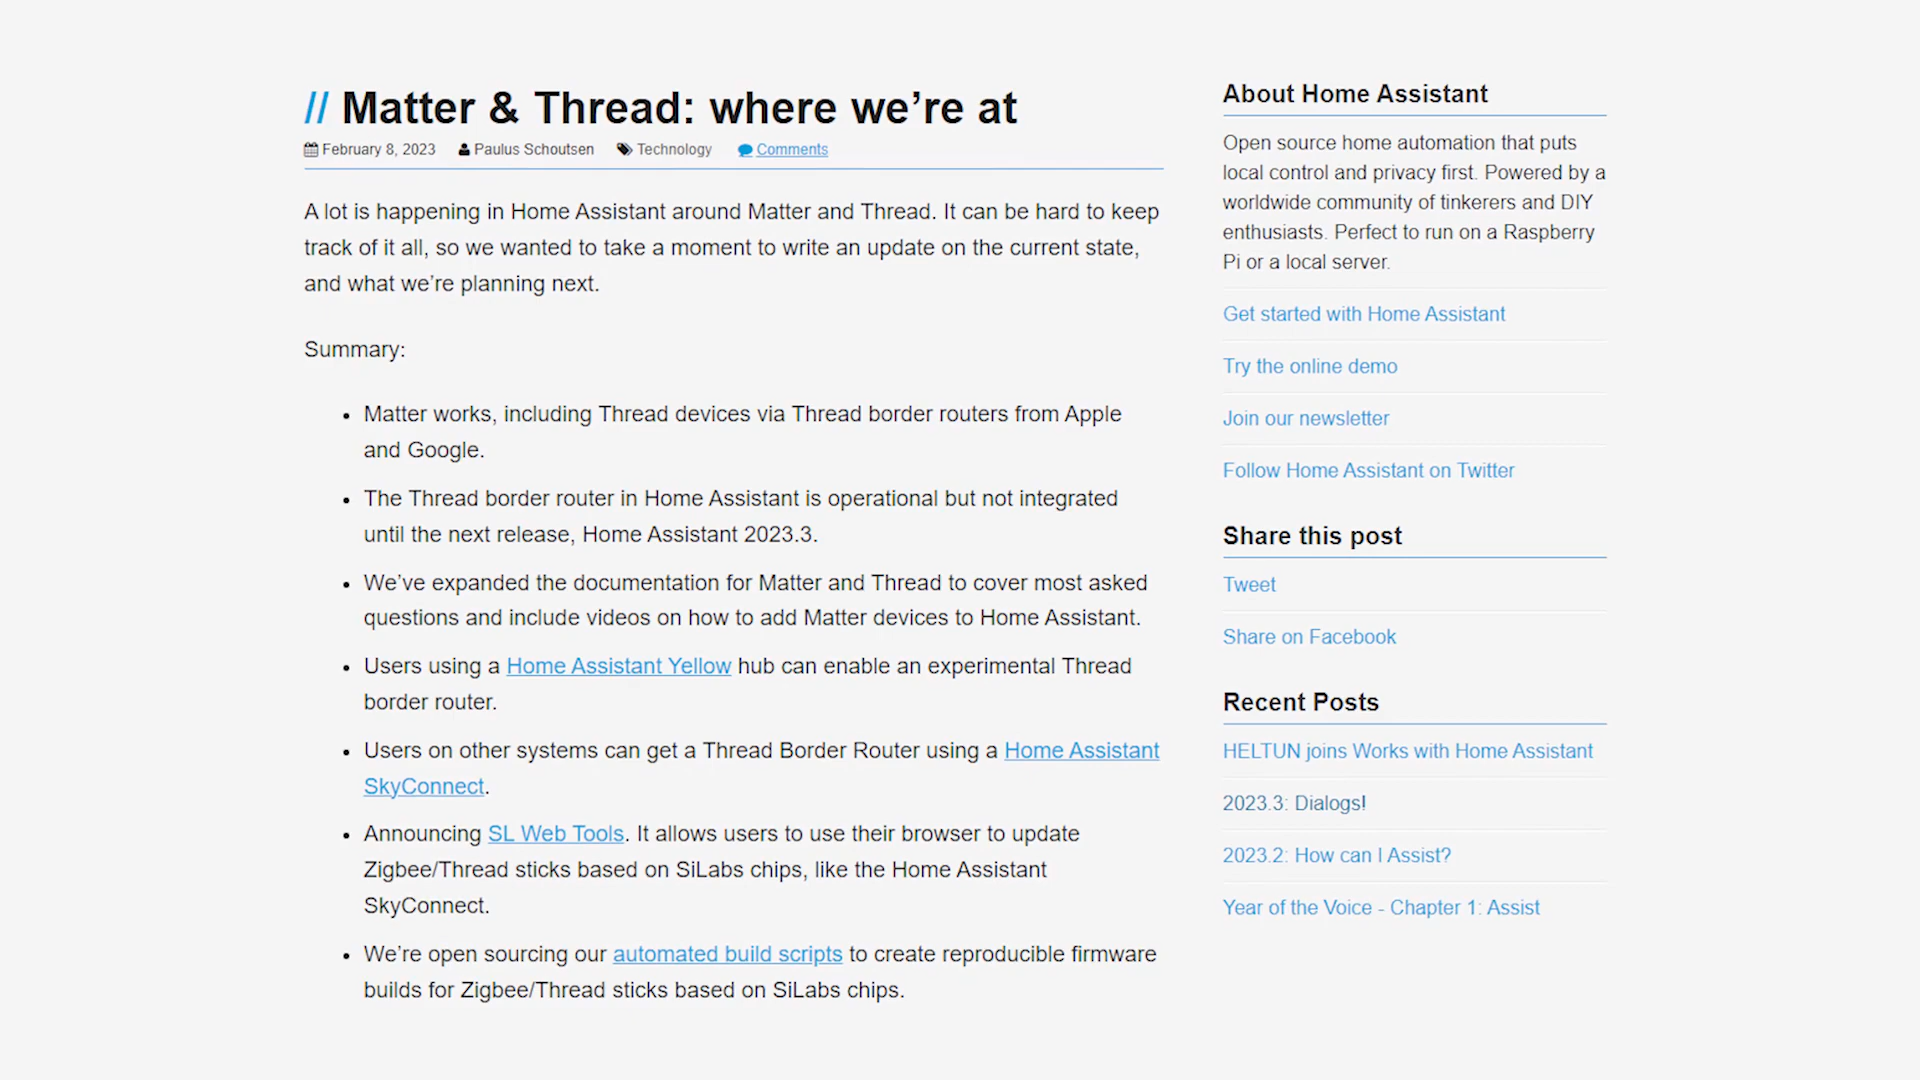 // Matter & Thread: where we’re at
February 8, 2023 Paulus Schoutsen Technology Comments
A lot is happening in Home Assistant around Matter and Thread. It can be hard to keep
track of it all, so we wanted to take a moment to write an update on the current state,
and what we’re planning next.
Summary:
• Matter works, including Thread devices via Thread border routers from Apple
and Google.
• The Thread border router in Home Assistant is operational but not integrated
until the next release, Home Assistant 2023.3.
• We’ve expanded the documentation for Matter and Thread to cover most asked
questions and include videos on how to add Matter devices to Home Assistant.
• Users using a Home Assistant Yellow hub can enable an experimental Thread
border router.
• Users on other systems can get a Thread Border Router using a Home Assistant
SkyConnect.
• Announcing SL Web Tools. It allows users to use their browser to update
Zigbee/Thread sticks based on SiLabs chips, like the Home Assistant
SkyConnect.
• We’re open sourcing our automated build scripts to create reproducible firmware
builds for Zigbee/Thread sticks based on SiLabs chips.
About Home Assistant
Open source home automation that puts
local control and privacy first. Powered by a
worldwide community of tinkerers and DIY
enthusiasts. Perfect to run on a Raspberry
Pi or a local server.
Get started with Home Assistant
Try the online demo
Join our newsletter
Follow Home Assistant on Twitter
Share this post
Tweet
Share on Facebook
Recent Posts
HELTUN joins Works with Home Assistant
2023.3: Dialogs!
2023.2: How can I Assist?
Year of the Voice - Chapter 1: Assist